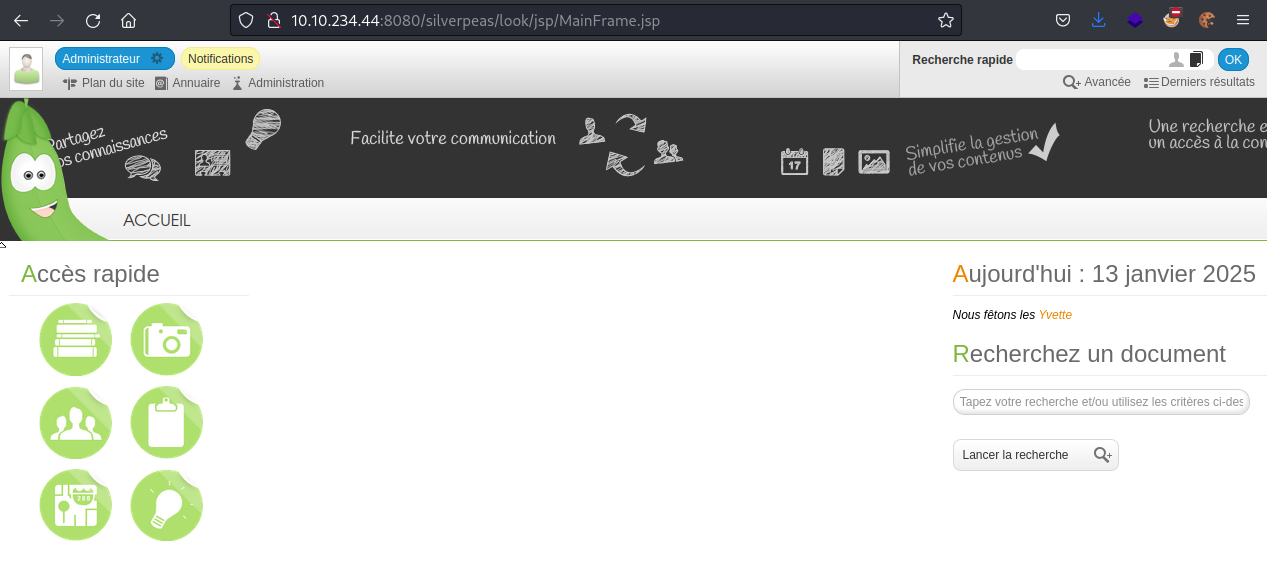 10.10.234.44:8080/silverpeas/look/jsp/MainFrame.jsp
Administrateur Notifications
Plan du site Annuaire Administration
Recherche rapide OK
Avancée Derniers résultats
Partagez
vos connaissances
Facilite votre communication
17
Simplifie la gestion
de vos contenus
Une recherche e
un accès à la con
ACCUEIL
Accès rapide
Aujourd'hui : 13 janvier 2025
Nous fêtons les Yvette
Recherchez un document
Tapez votre recherche et/ou utilisez les critères ci-des
Lancer la recherche